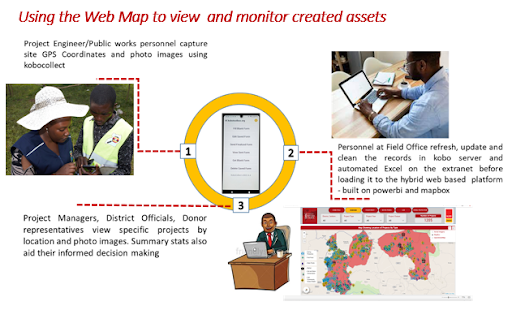 Using the Web Map to view and monitor created assets
Project Engineer/Public works personnel capture
site GPS Coordinates and photo images using
kobocollect
1
2
3
Personnel at Field Office refresh, update and
clean the records in kobo server and
automated Excel on the extranet before
loading it to the hybrid web based platform
- built on powerbi and mapbox
Project Managers, District Officials, Donor
representatives view specific projects by
location and photo images. Summary stats also
aid their informed decision making